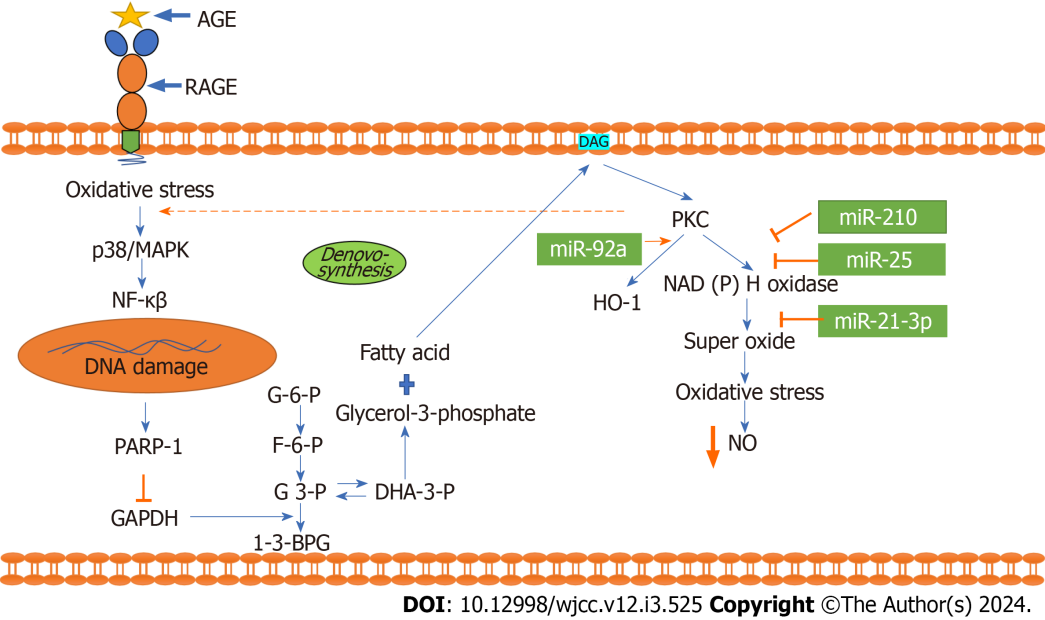 AGE
RAGE
DAG
Oxidative stress
p38/MAPK
NF-κβ
DNA damage
PARP-1
GAPDH
Denovo-
synthesis
G-6-P
F-6-P
G 3-P
1-3-BPG
DHA-3-P
Fatty acid
Glycerol-3-phosphate
PKC
miR-92a
HO-1
miR-210
miR-25
NAD (P) H oxidase
miR-21-3p
Super oxide
Oxidative stress
NO
DOI: 10.12998/wjcc.v12.i3.525 Copyright ©The Author(s) 2024.